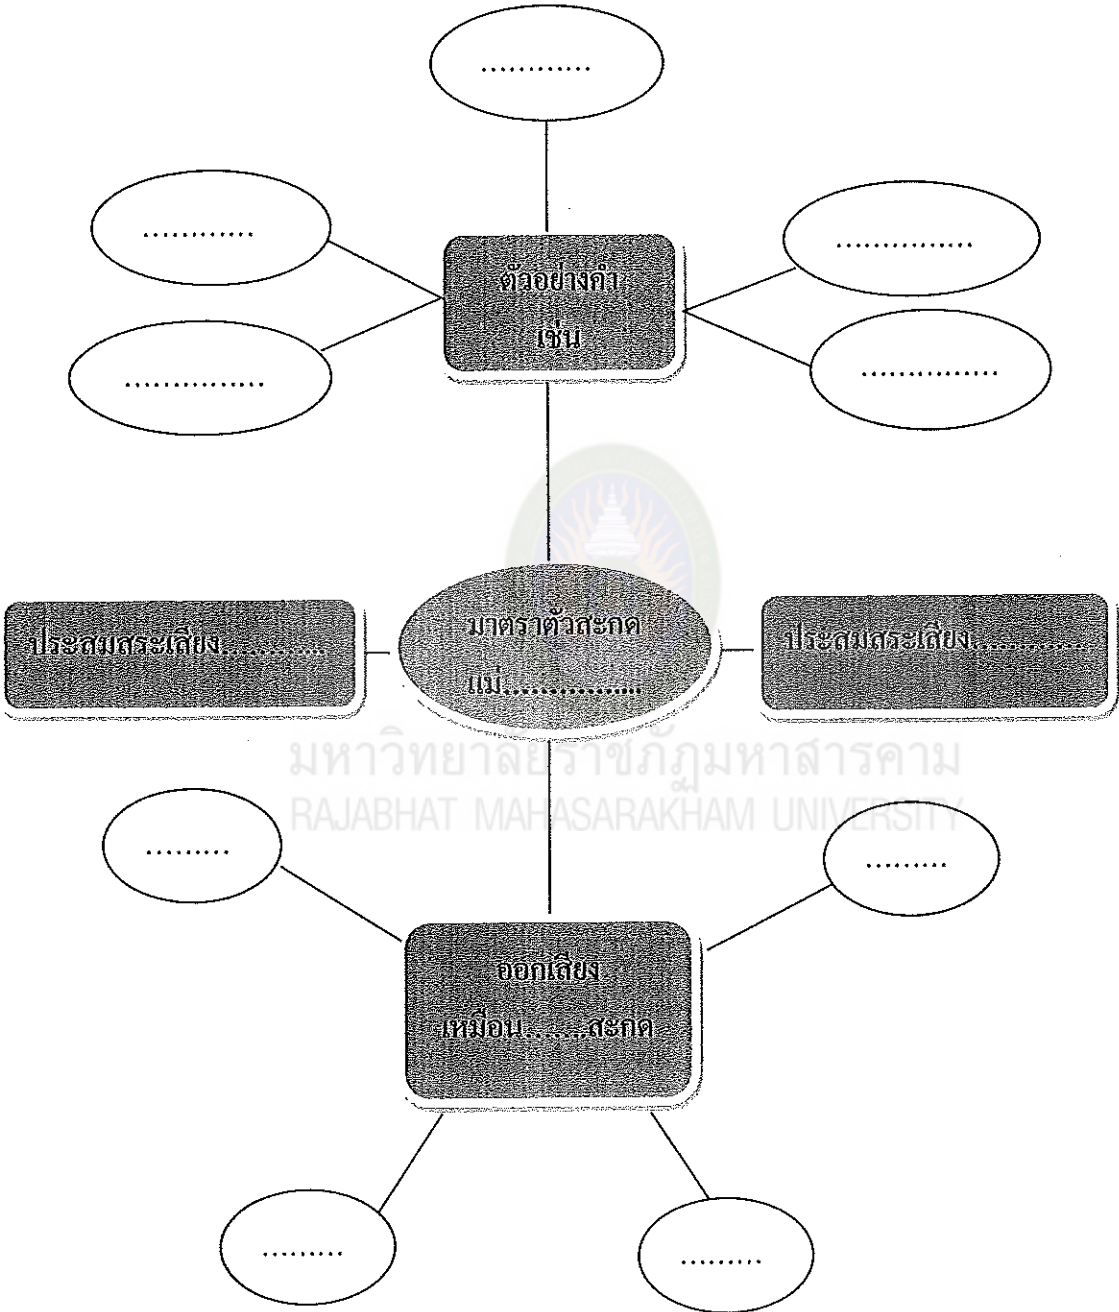 ............
............
...............
...............
...............
ตัวอย่างคำ
เช่น
ประสมสระเสียง............
มาตราตัวสะกด
แม่................
ประสมสระเสียง.............
มหาวิทยาลัยราชภัฏมหาสารคาม
RAJABHAT MAHASARAKHAM UNIVERSITY
.........
.........
ออกเสียง
เหมือน.......สะกด
.........
.........